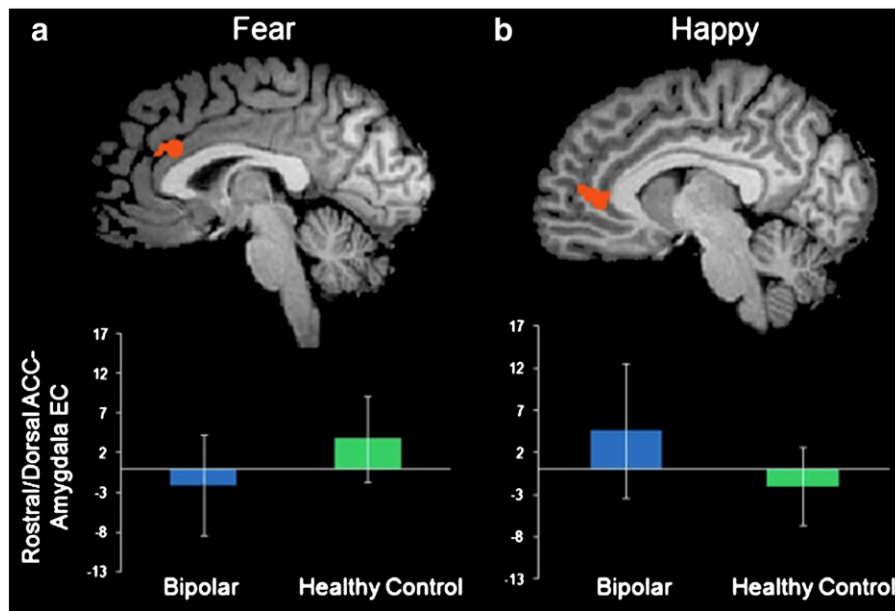 a Fear
b Happy
Rostral/Dorsal ACC-
Amygdala EC
17
12
7
2
-3
-8
-13
Bipolar Healthy Control
17
12
7
2
-3
-8
-13
Bipolar Healthy Control